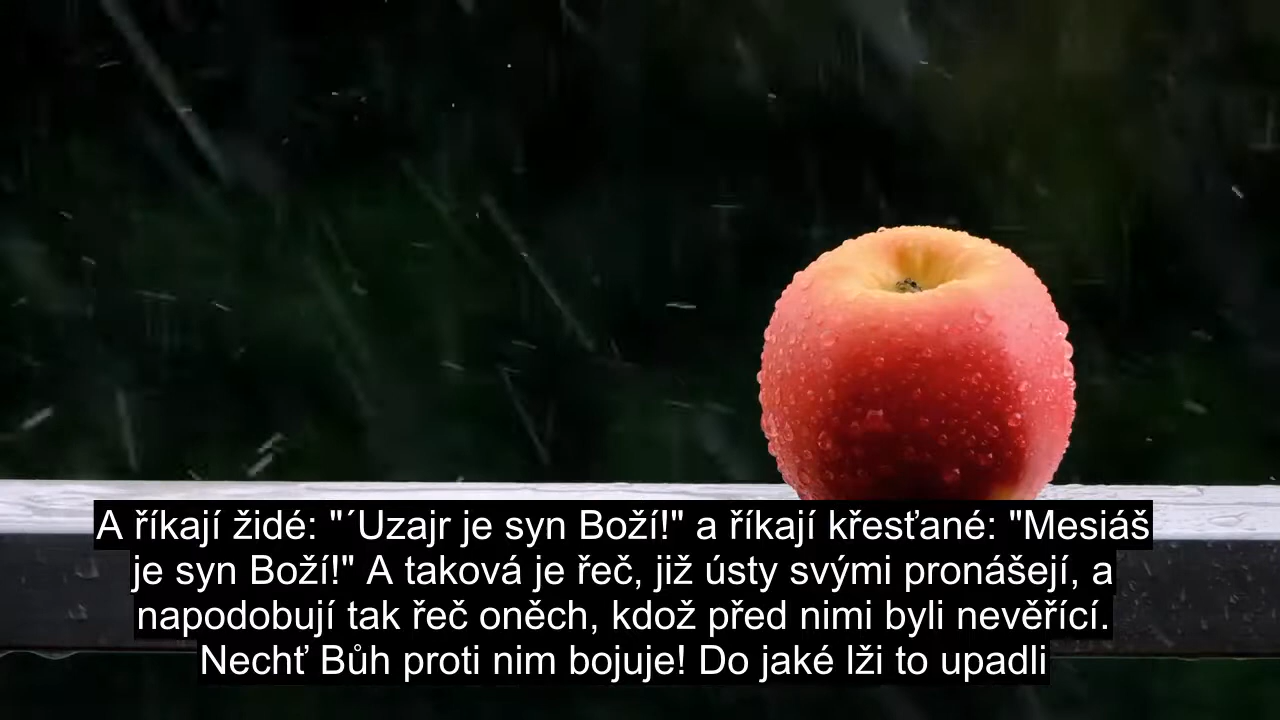 A říkají židé: "´Uzajr je syn Boží!" a říkají křesťané: "Mesiáš
je syn Boží!" A taková je řeč, již ústy svými pronášejí, a
napodobují tak řeč oněch, kdož před nimi byli nevěřící.
Nechť Bůh proti nim bojuje! Do jaké lži to upadli